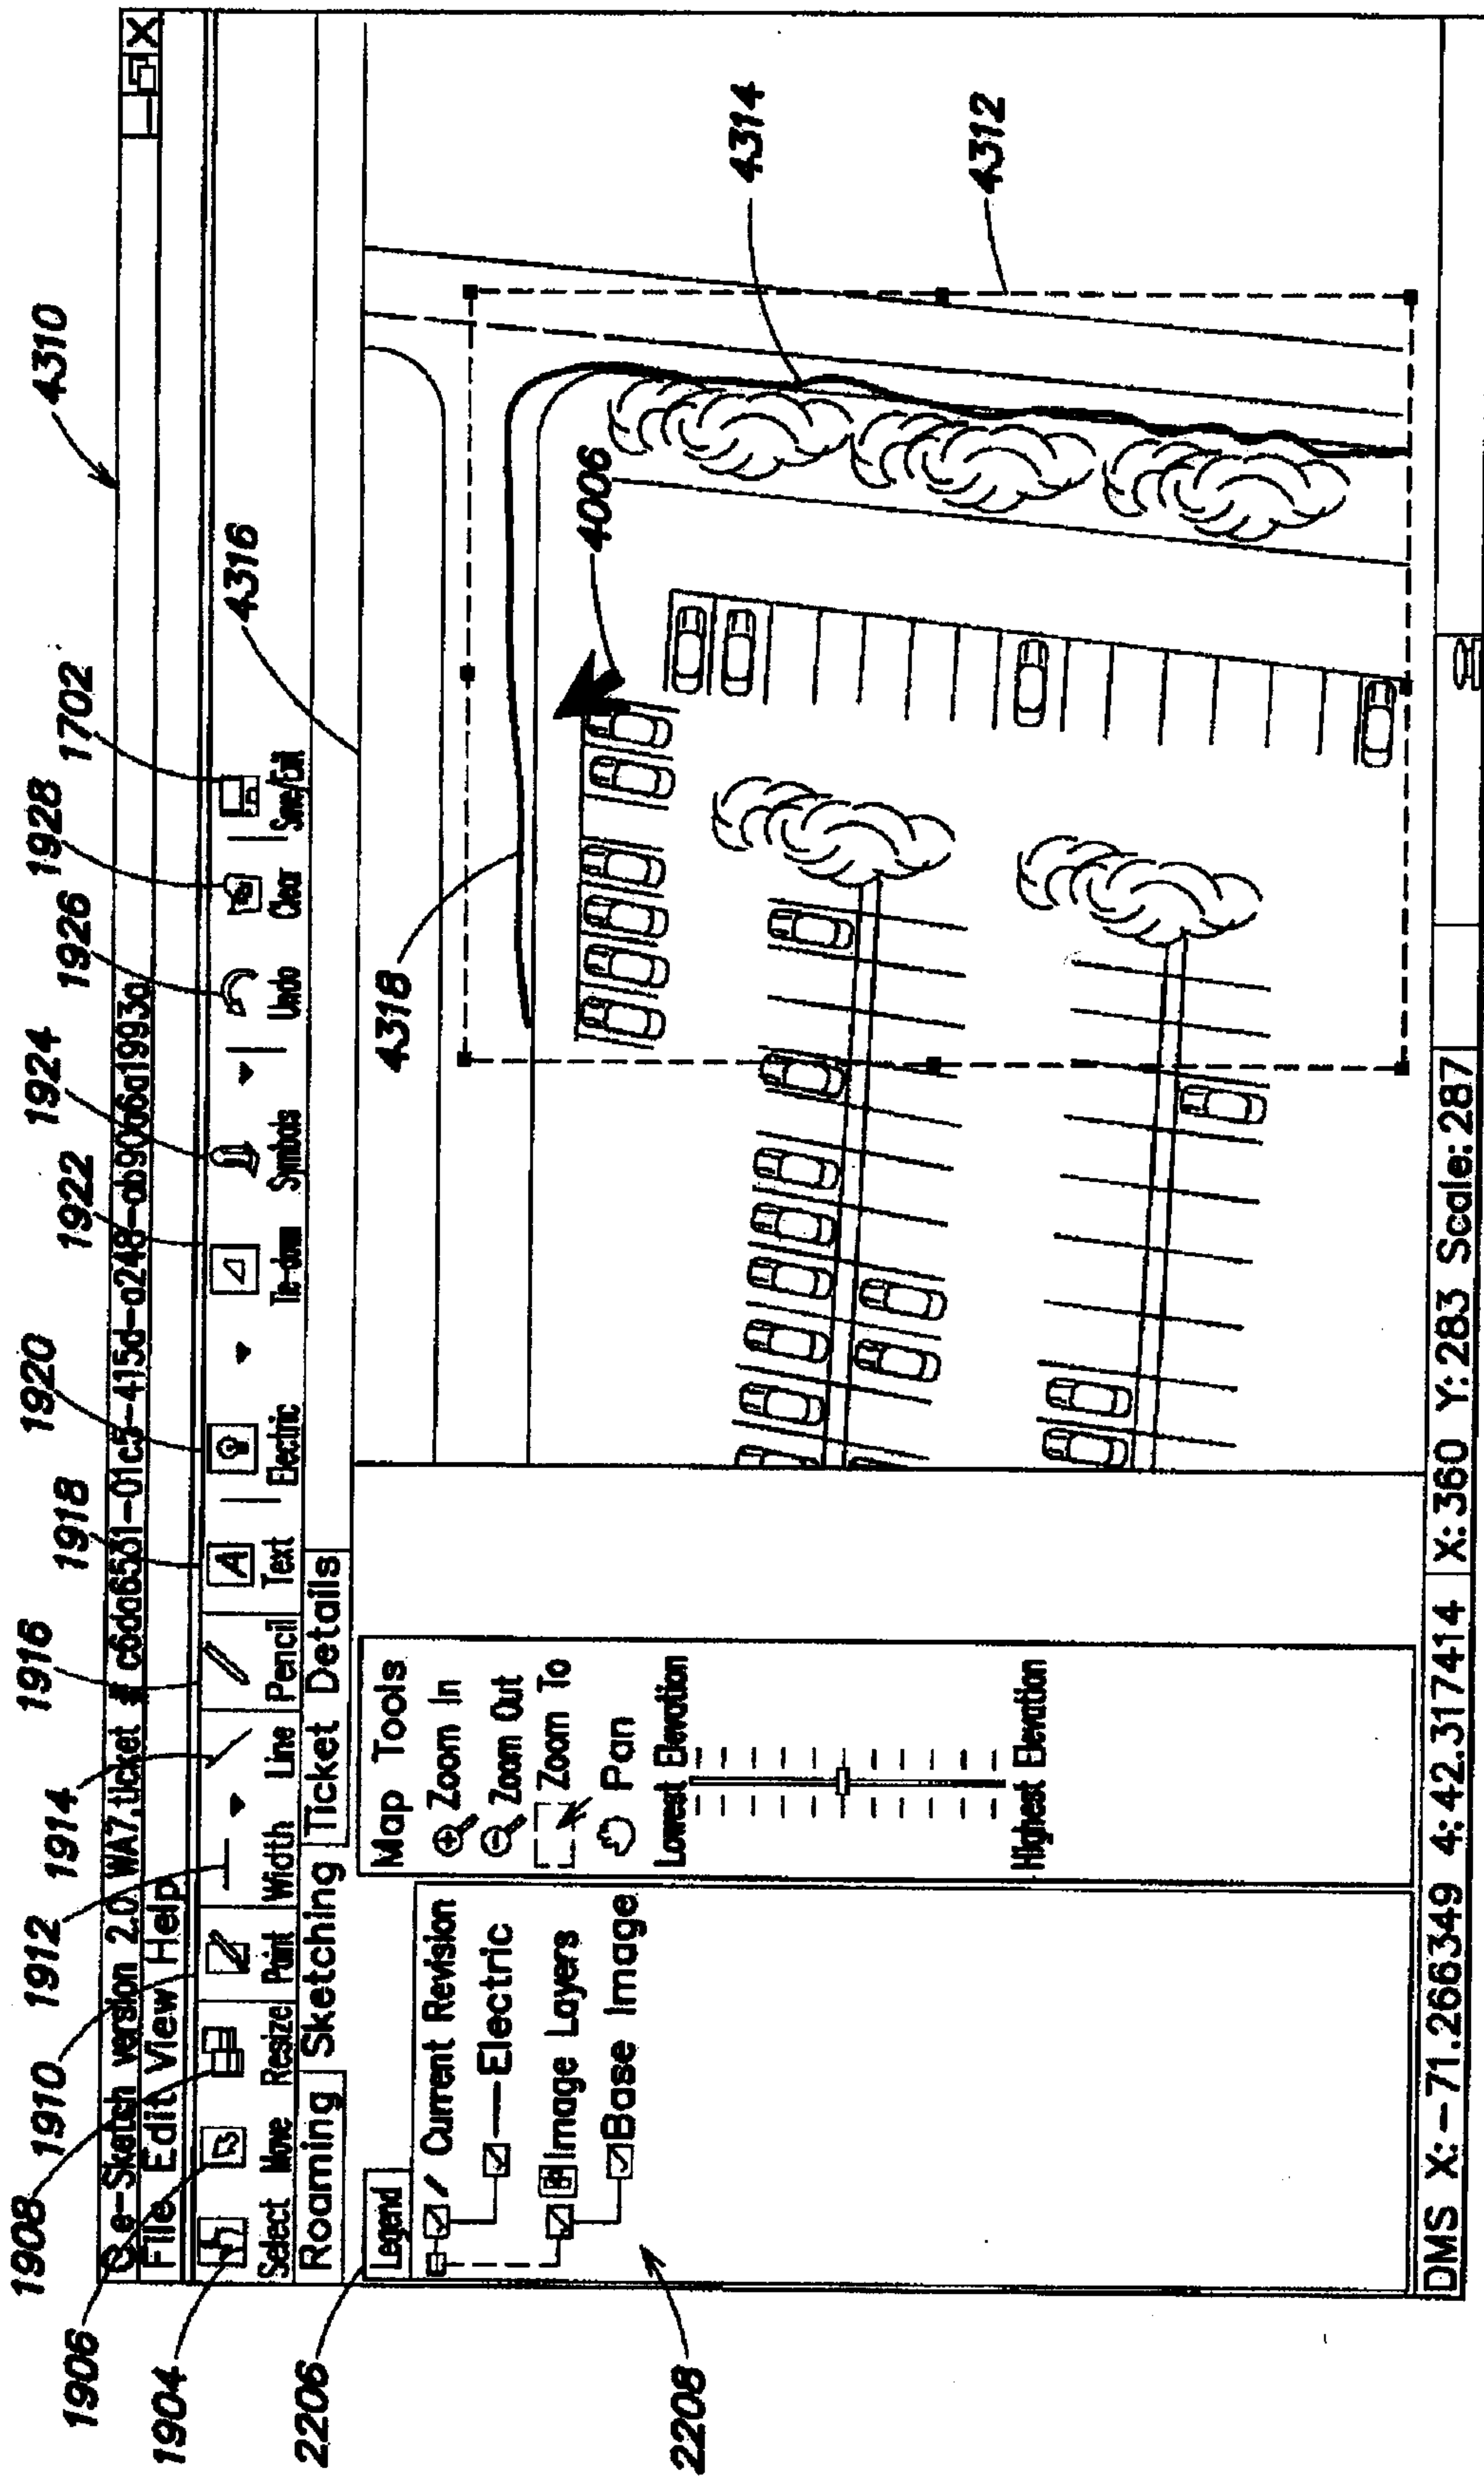 4310
1906 1908 1910 1912 1914 1916 1918 1920 1922 1924 1926 1928 1702
1904
4316
e-Sketch version 2.0. WA7.ticket # c6da6531-01c5-415d-a248-ab906a1993a
File Edit View Help
Select Move Resize Point Width Line Pencil Text Electric Tie-down Symbols Undo Clear Save/Exit
Roaming Sketching Ticket Details
2206
Legend
/ Current Revision
Electric
Image Layers
Base Image
2208
Map Tools
Zoom In
Zoom Out
Zoom To
Pan
Lowest Elevation
Highest Elevation
4318
4006
4314
4312
DMS X:-71.266349 4:42.317414 X:360 Y:283 Scale:287